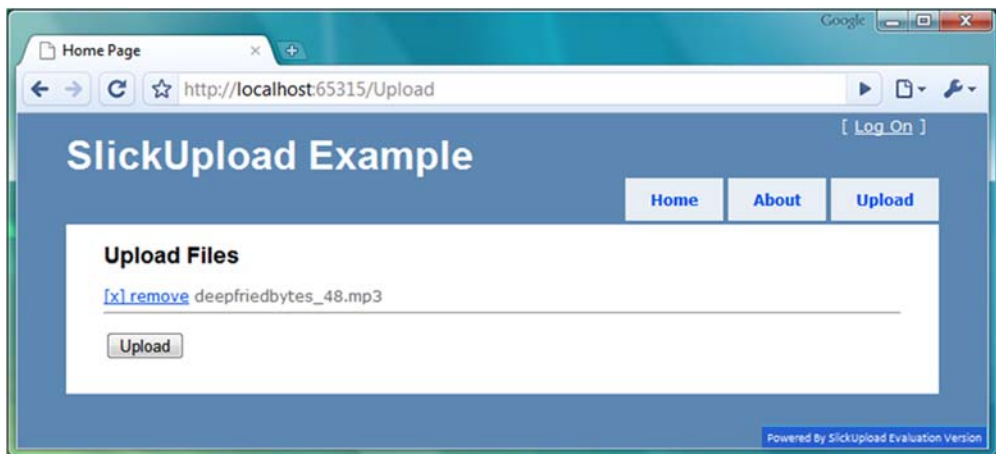 Google
Home Page
http://localhost:65315/Upload
[ Log On ]
SlickUpload Example
Home About Upload
Upload Files
[x] remove deepfriedbytes_48.mp3
Upload
Powered By SlickUpload Evaluation Version